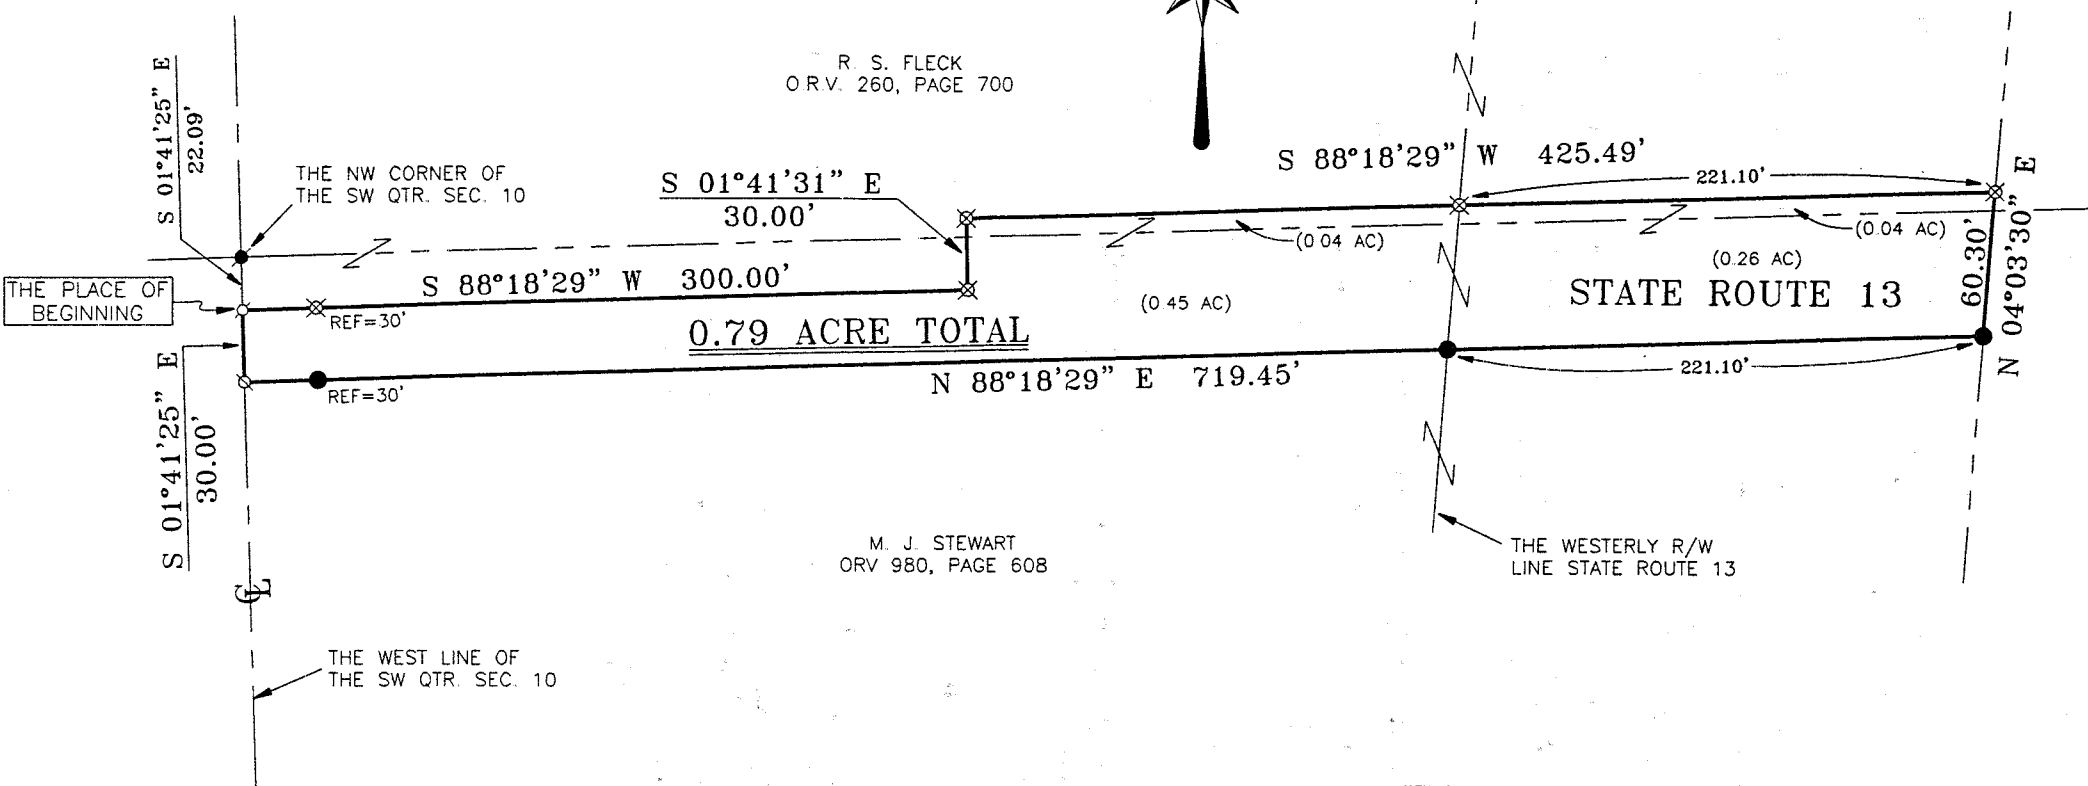 R. S. FLECK
O.R.V. 260, PAGE 700
S 01°41'25" E
22.09'
THE NW CORNER OF
THE SW QTR. SEC. 10
S 01°41'31" E
30.00'
S 88°18'29" W 425.49'
221.10'
(0.04 AC)
(0.04 AC)
(0.26 AC)
STATE ROUTE 13
60.30'
N 04°03'30" E
THE PLACE OF
BEGINNING
S 88°18'29" W 300.00'
REF=30'
(0.45 AC)
0.79 ACRE TOTAL
N 88°18'29" E 719.45'
221.10'
REF=30'
S 01°41'25" E
30.00'
M. J. STEWART
ORV 980, PAGE 608
THE WESTERLY R/W
LINE STATE ROUTE 13
CL
THE WEST LINE OF
THE SW QTR. SEC. 10